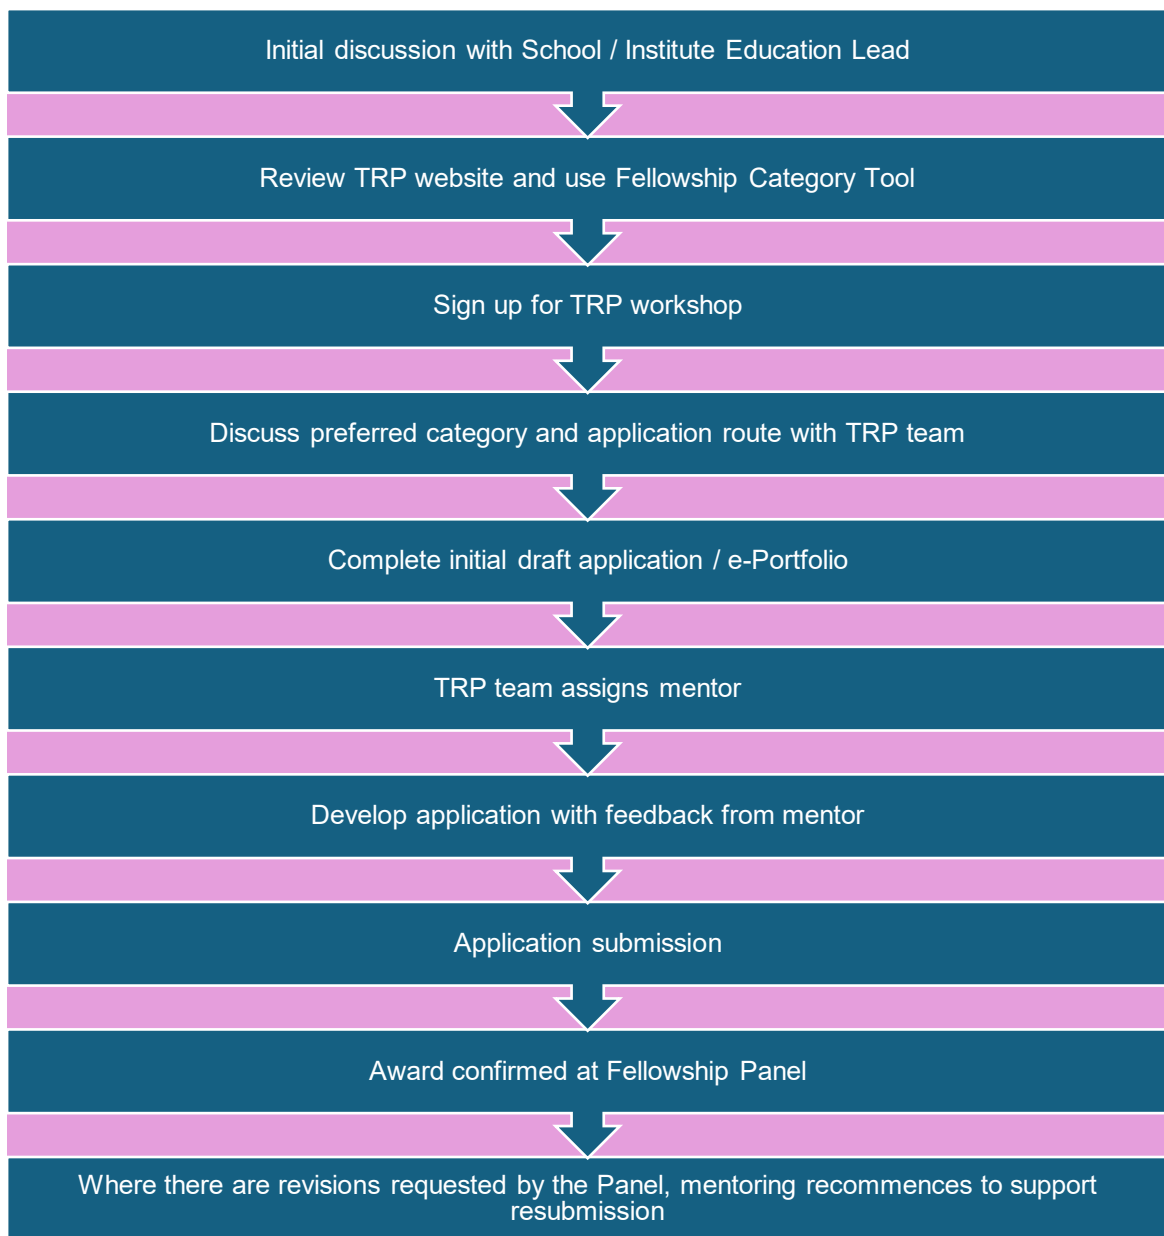 Initial discussion with School / Institute Education Lead
Review TRP website and use Fellowship Category Tool
Sign up for TRP workshop
Discuss preferred category and application route with TRP team
Complete initial draft application / e-Portfolio
TRP team assigns mentor
Develop application with feedback from mentor
Application submission
Award confirmed at Fellowship Panel
Where there are revisions requested by the Panel, mentoring recommences to support
resubmission